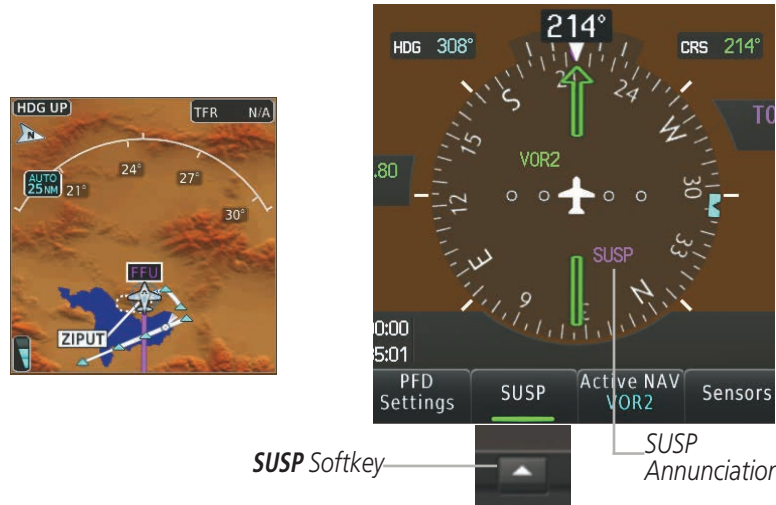 HDG UP
TFR N/A
N
AUTO
25NM
21°
24°
27°
30°
FFU
ZIPUT
214°
HDG 308°
CRS 214°
TO
.80
VOR2
S
24
W
30
33
N
3
6
E
12
15
SUSP
0:00
5:01
PFD
Settings
SUSP
Active NAV
VOR2
Sensors
SUSP Softkey
SUSP
Annunciation